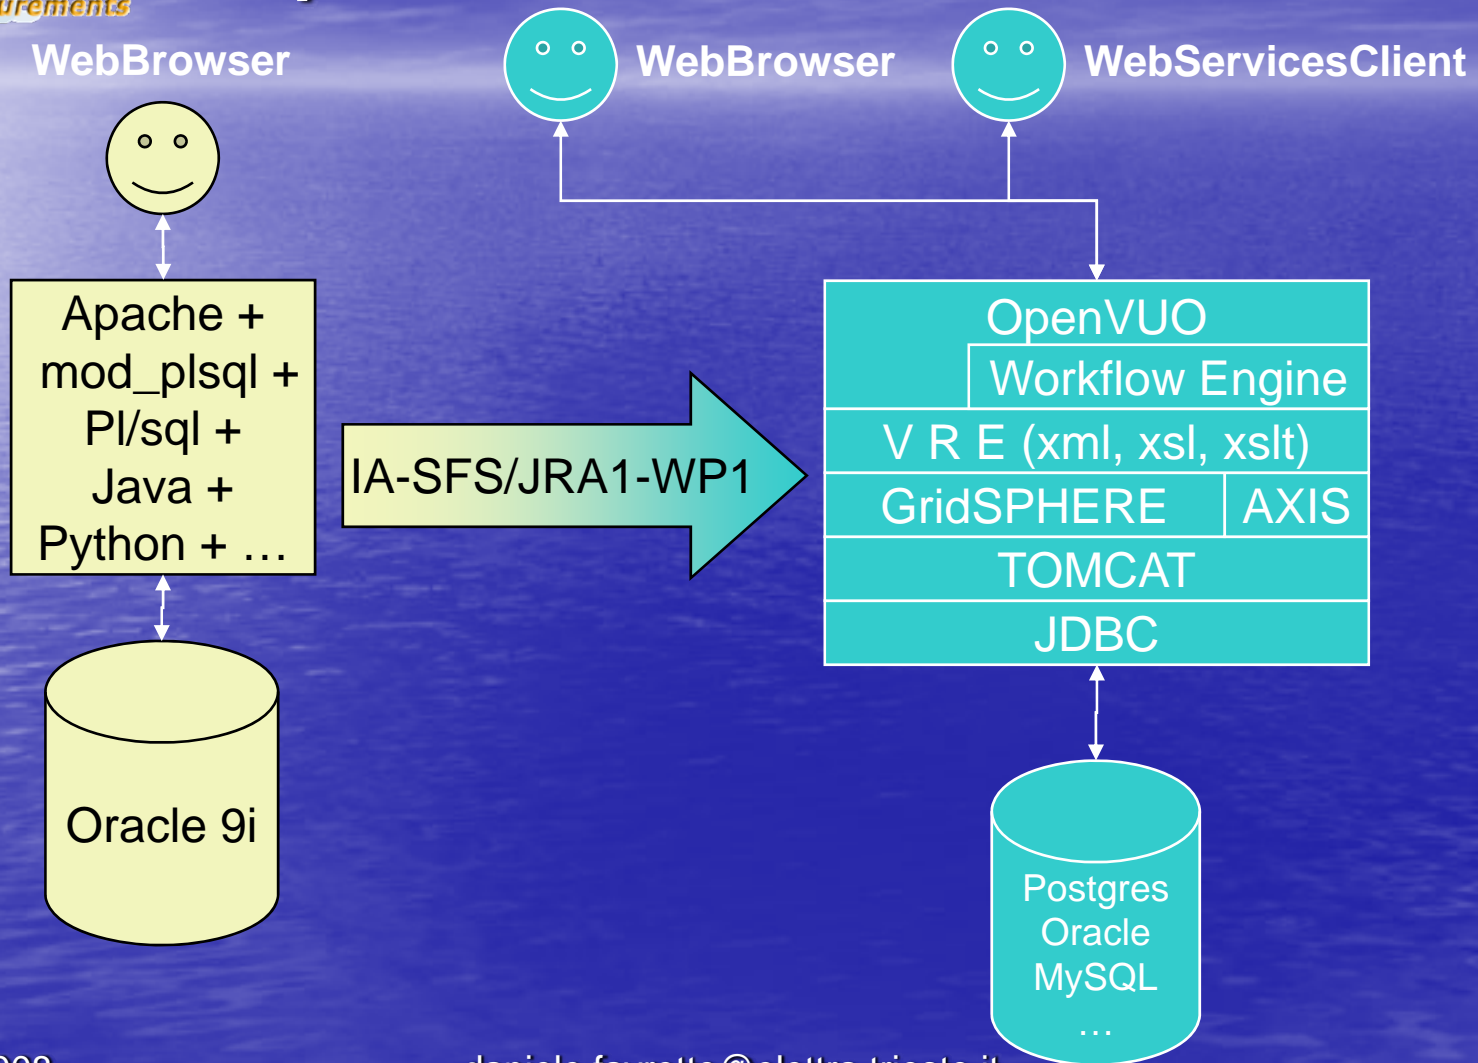 WebBrowser
WebBrowser
WebServicesClient
Apache +
mod_plsql +
Pl/sql +
Java +
Python + …
Oracle 9i
IA-SFS/JRA1-WP1
OpenVUO
Workflow Engine
V R E (xml, xsl, xslt)
GridSPHERE
AXIS
TOMCAT
JDBC
Postgres
Oracle
MySQL
…